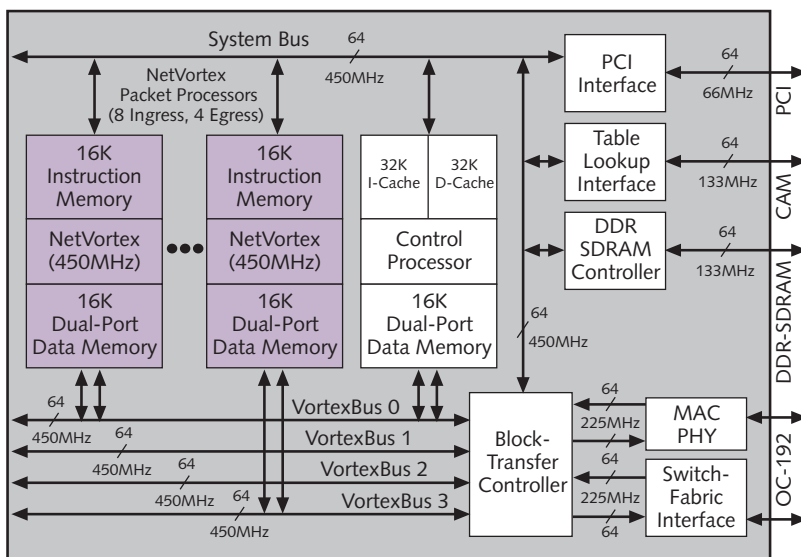 System Bus
64
450MHz
NetVortex
Packet Processors
(8 Ingress, 4 Egress)
PCI
Interface
64
66MHz
PCI
16K
Instruction
Memory
NetVortex
(450MHz)
16K
Dual-Port
Data Memory
16K
Instruction
Memory
NetVortex
(450MHz)
16K
Dual-Port
Data Memory
32K
I-Cache
32K
D-Cache
Control
Processor
16K
Dual-Port
Data Memory
Table
Lookup
Interface
64
133MHz
CAM
DDR
SDRAM
Controller
64
133MHz
DDR-SDRAM
64
450MHz
64
450MHz
VortexBus 0
64
450MHz
VortexBus 1
64
450MHz
VortexBus 2
64
450MHz
VortexBus 3
Block-
Transfer
Controller
64
225MHz
64
MAC
PHY
64
225MHz
64
Switch-
Fabric
Interface
OC-192